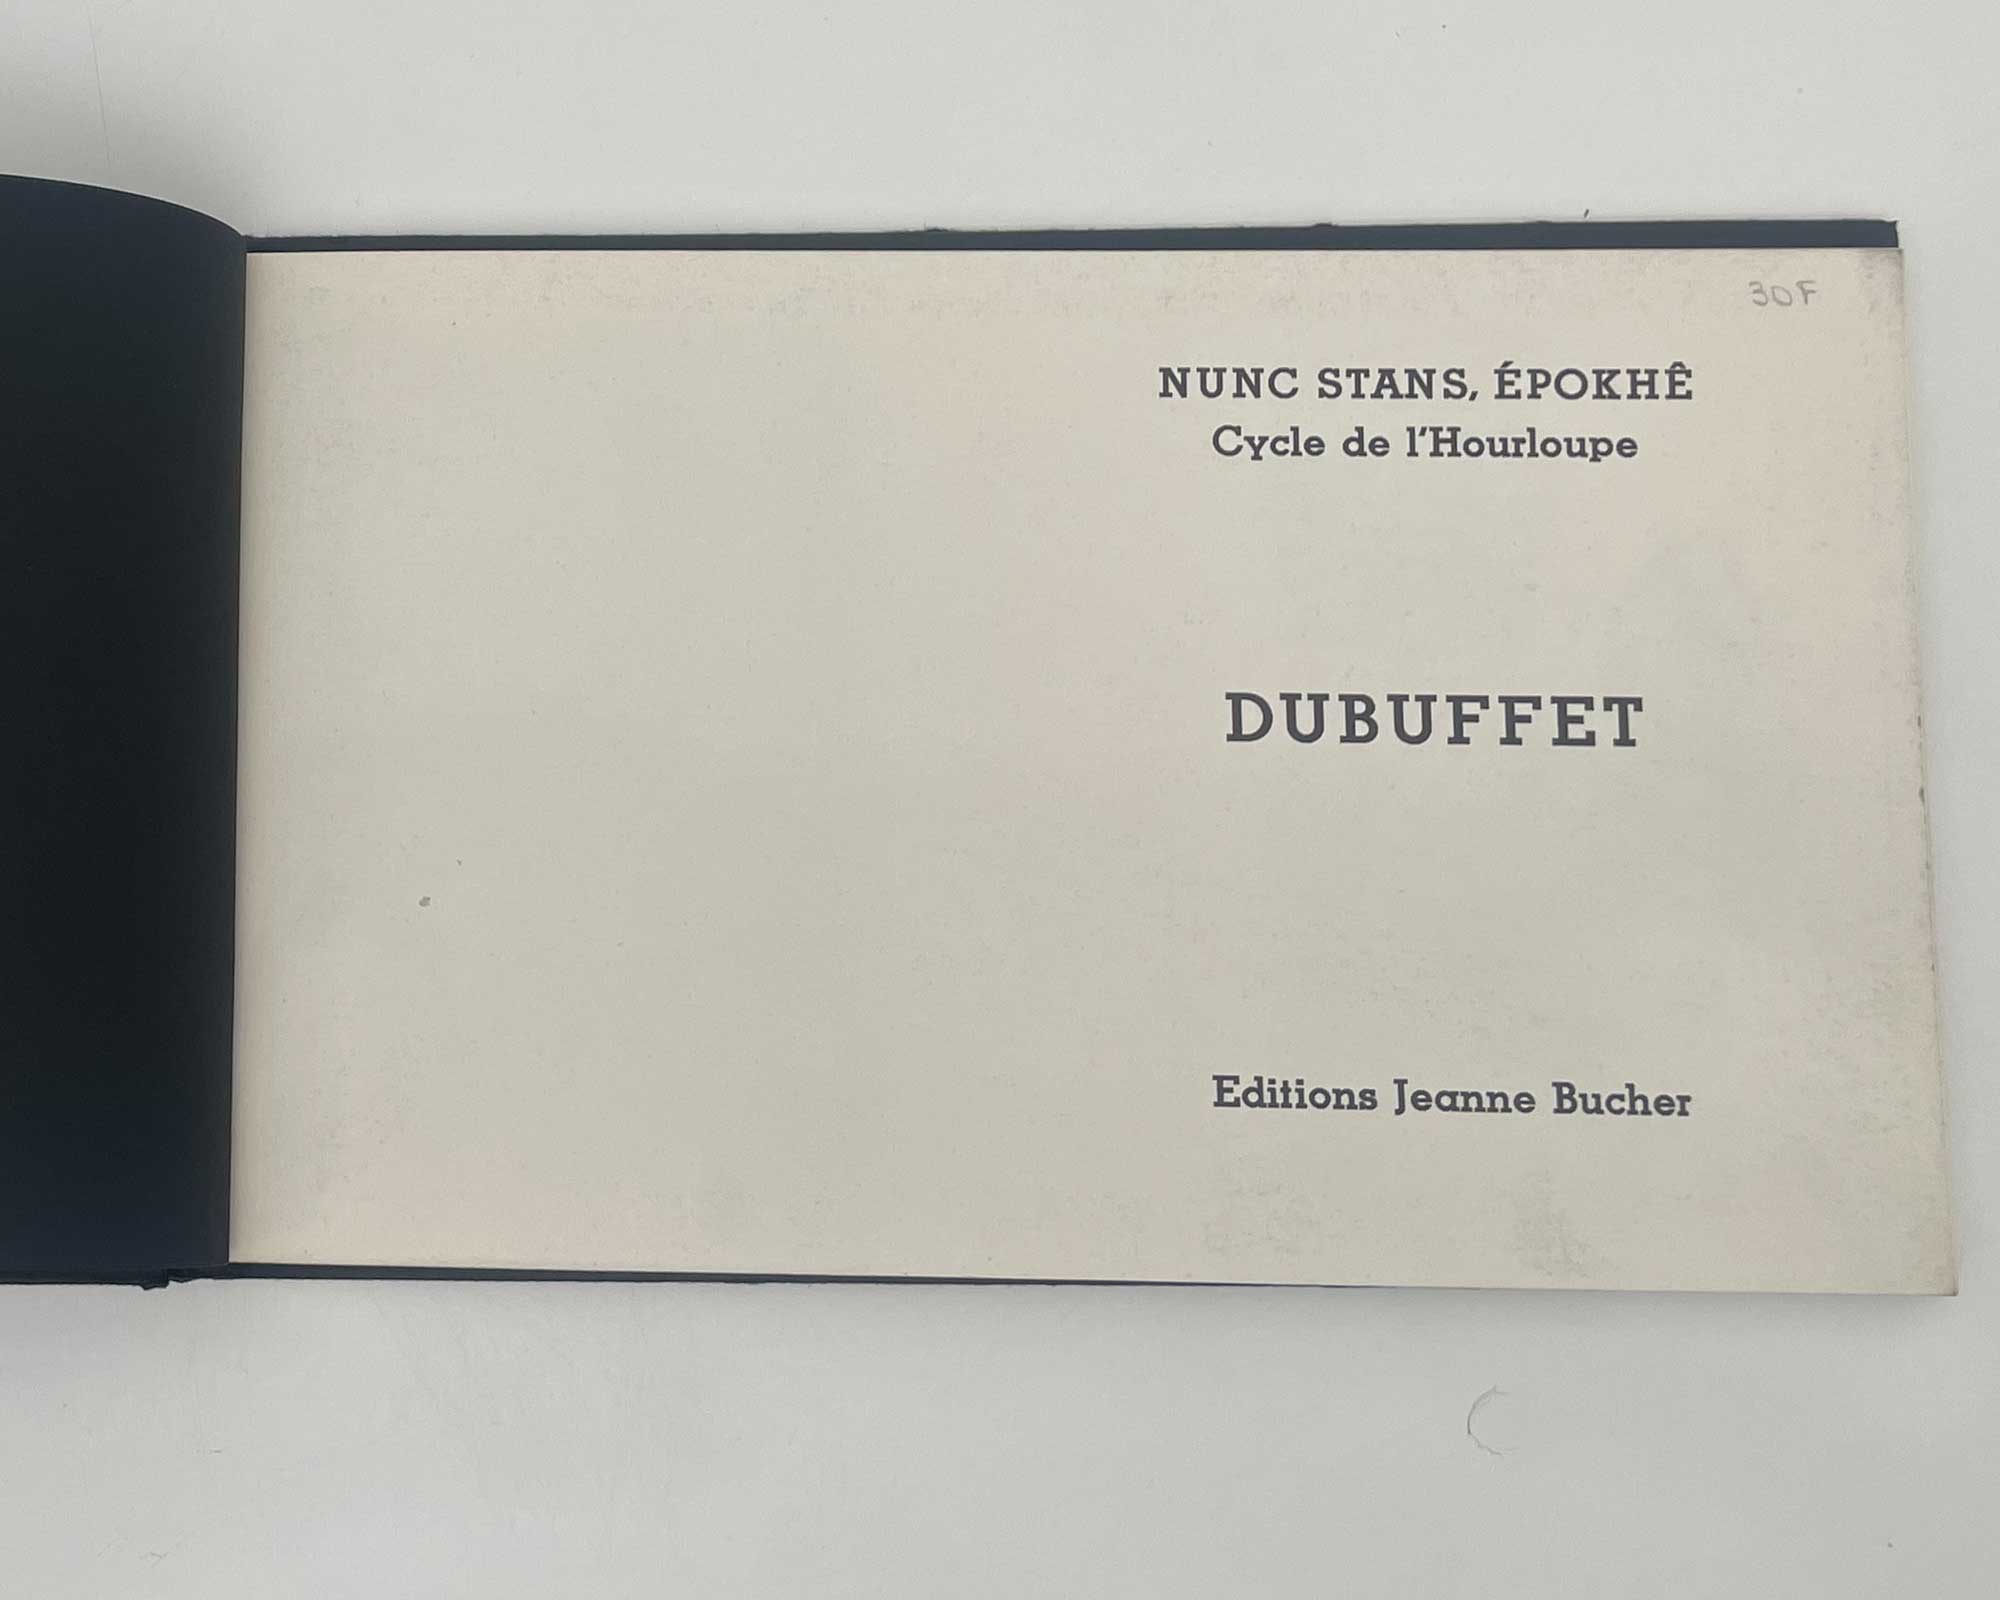 30F
NUNC STANS, ÉPOKHÊ
Cycle de l'Hourloupe
DUBUFFET
Editions Jeanne Bucher